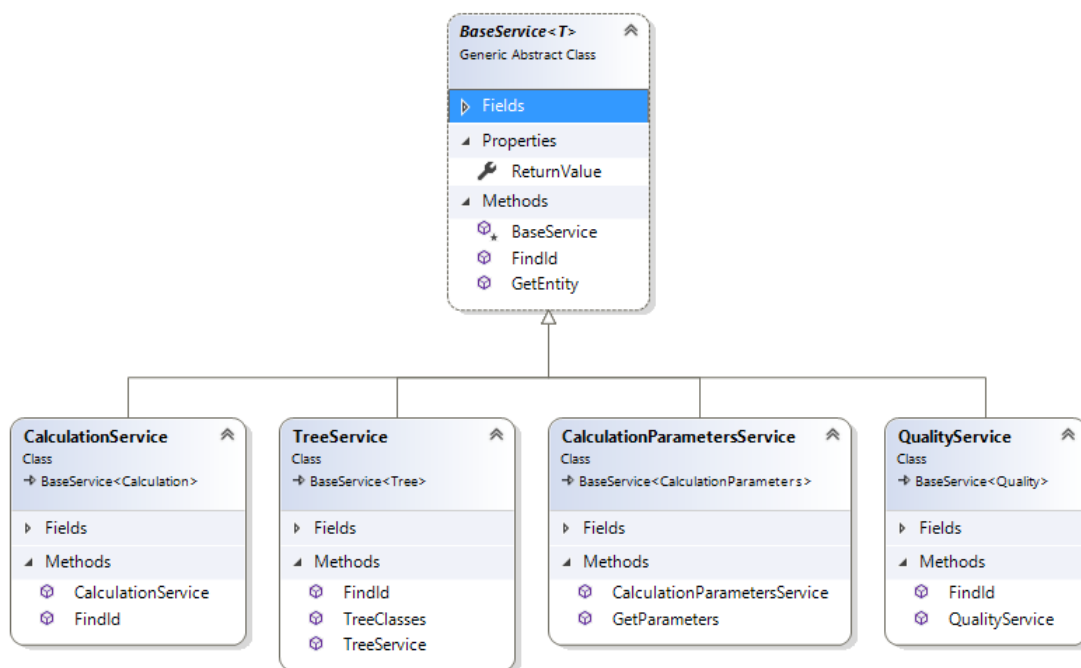 BaseService<T>
Generic Abstract Class
Fields
Properties
ReturnValue
Methods
BaseService
FindId
GetEntity
CalculationService
Class
BaseService<Calculation>
Fields
Methods
CalculationService
FindId
TreeService
Class
BaseService<Tree>
Fields
Methods
FindId
TreeClasses
TreeService
CalculationParametersService
Class
BaseService<CalculationParameters>
Fields
Methods
CalculationParametersService
GetParameters
QualityService
Class
BaseService<Quality>
Fields
Methods
FindId
QualityService